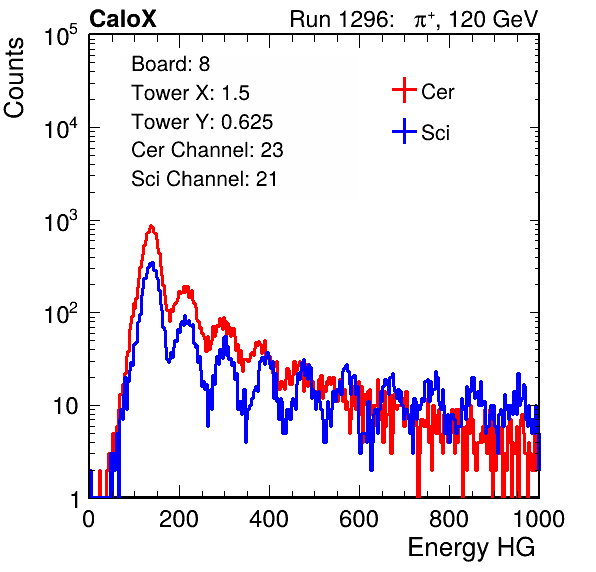 CaloX Run 1296: π⁺, 120 GeV
Counts
10⁵
10⁴
10³
10²
10
1
Board: 8
Tower X: 1.5
Tower Y: 0.625
Cer Channel: 23
Sci Channel: 21
Cer
Sci
0 200 400 600 800 1000
Energy HG